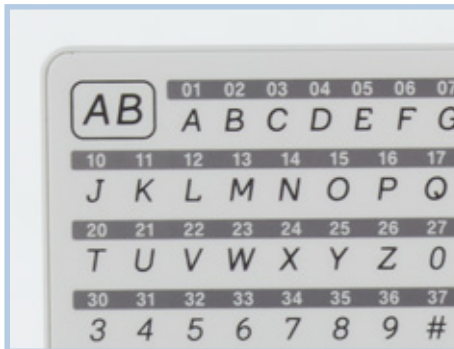 AB
01 02 03 04 05 06 07
A B C D E F G
10 11 12 13 14 15 16 17
J K L M N O P Q
20 21 22 23 24 25 26 27
T U V W X Y Z 0
30 31 32 33 34 35 36 37
3 4 5 6 7 8 9 #